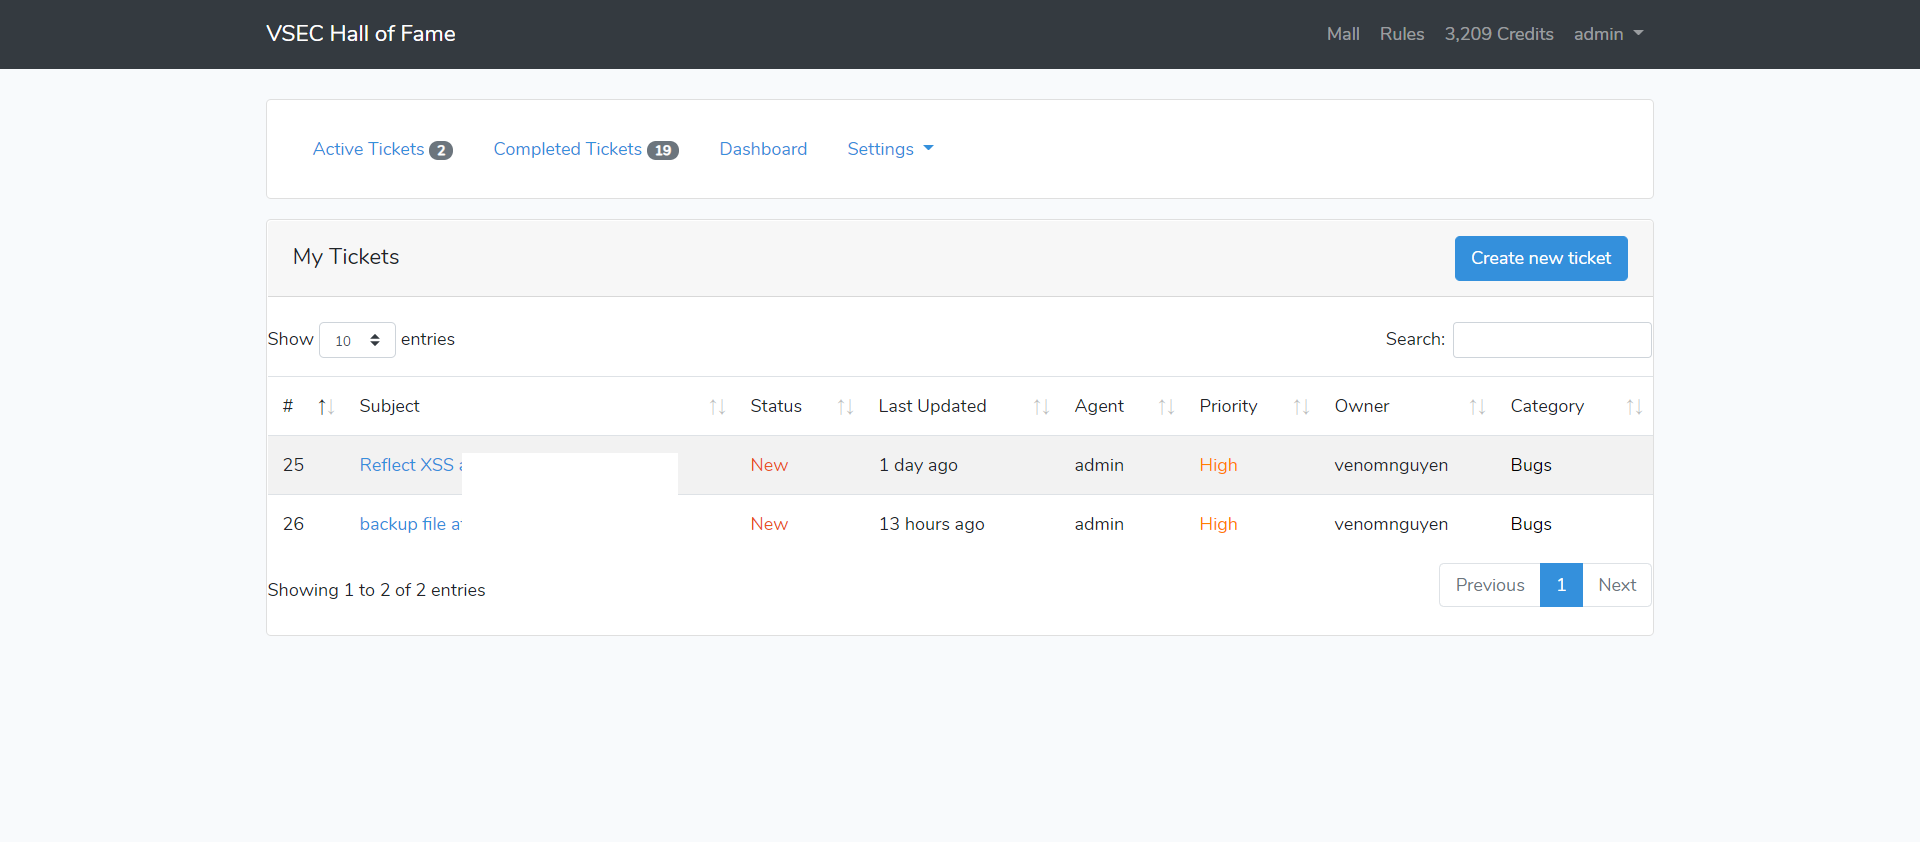 VSEC Hall of Fame Mall Rules 3,209 Credits admin
Active Tickets 2 Completed Tickets 19 Dashboard Settings
My Tickets Create new ticket
Show 10 entries Search:
# Subject Status Last Updated Agent Priority Owner Category
25 Reflect XSS New 1 day ago admin High venomnguyen Bugs
26 backup file New 13 hours ago admin High venomnguyen Bugs
Showing 1 to 2 of 2 entries Previous 1 Next